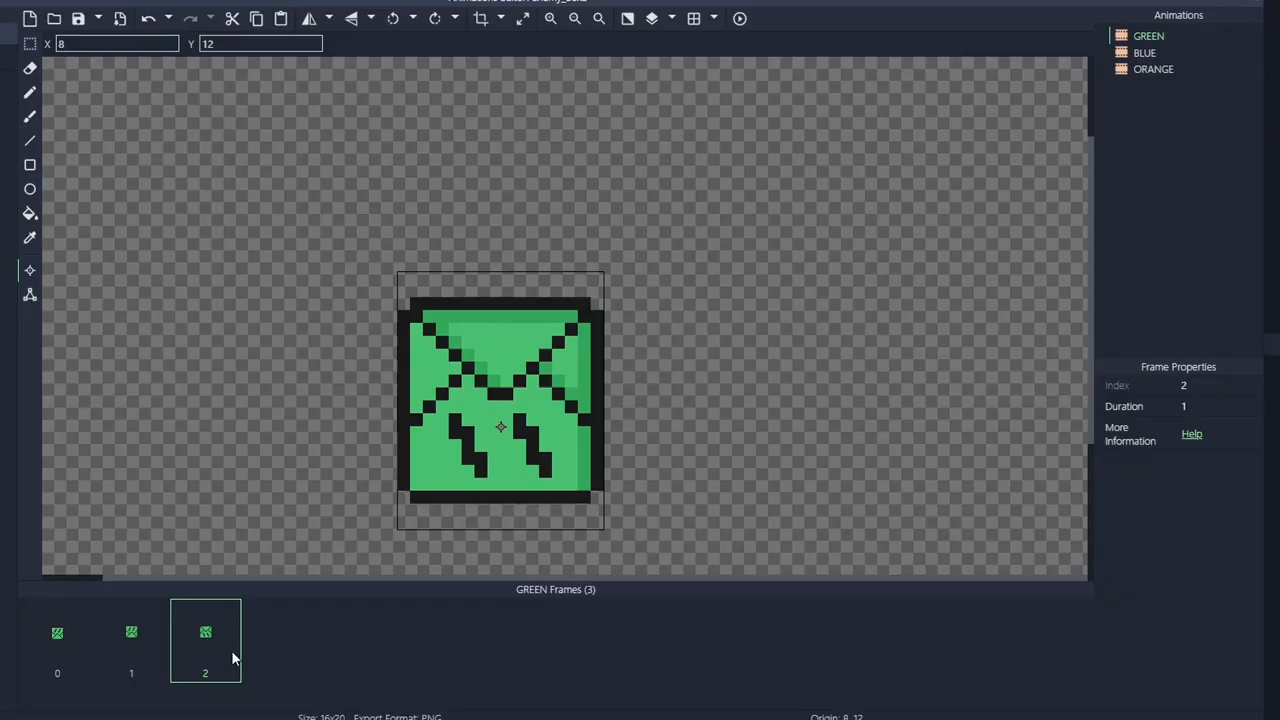 X 8 Y 12
Animations
GREEN
BLUE
ORANGE
Frame Properties
Index 2
Duration 1
More
Information Help
GREEN Frames (3)
0 1 2
Size: 16x20 Export Format: PNG Origin: 8, 12